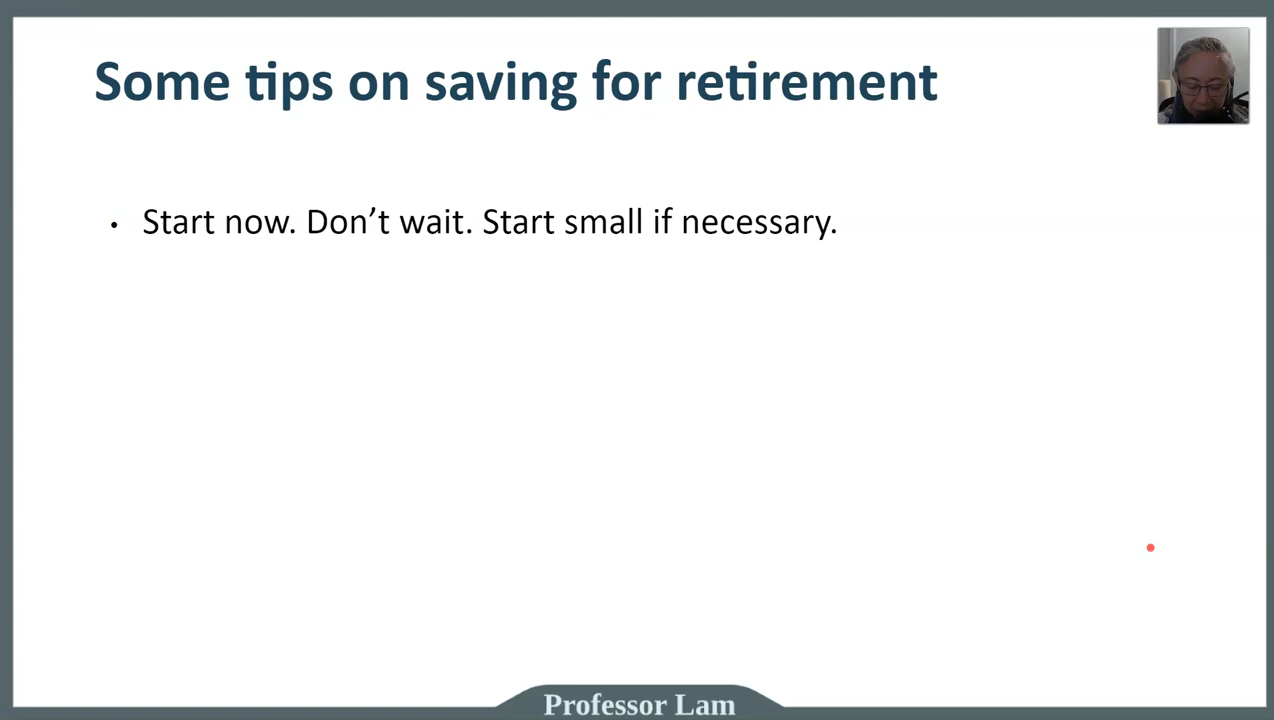 Some tips on saving for retirement
• Start now. Don’t wait. Start small if necessary.
Professor Lam